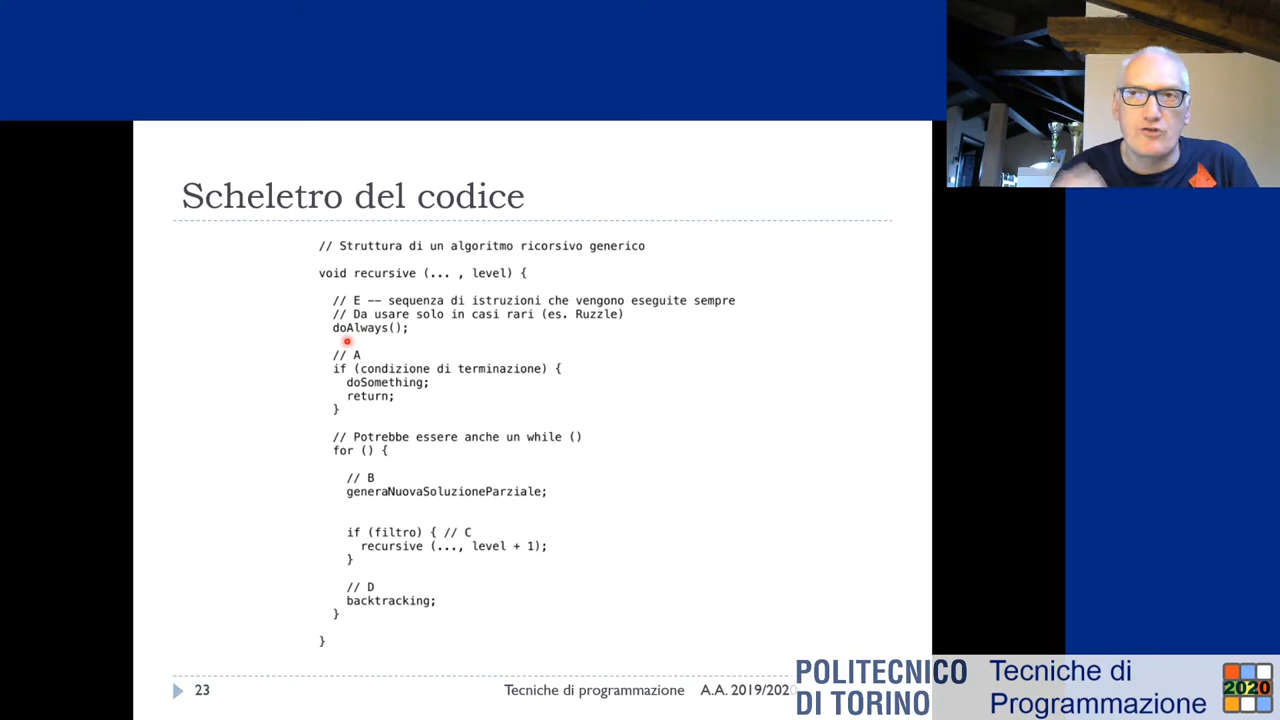 Scheletro del codice
// Struttura di un algoritmo ricorsivo generico
void recursive (... , level) {
// E -- sequenza di istruzioni che vengono eseguite sempre
// Da usare solo in casi rari (es. Ruzzle)
doAlways();
// A
if (condizione di terminazione) {
doSomething;
return;
}
// Potrebbe essere anche un while ()
for () {
// B
generaNuovaSoluzioneParziale;
if (filtro) { // C
recursive (..., level + 1);
}
// D
backtracking;
}
}
23
Tecniche di programmazione A.A. 2019/2020
POLITECNICO
DI TORINO
Tecniche di
Programmazione
2020